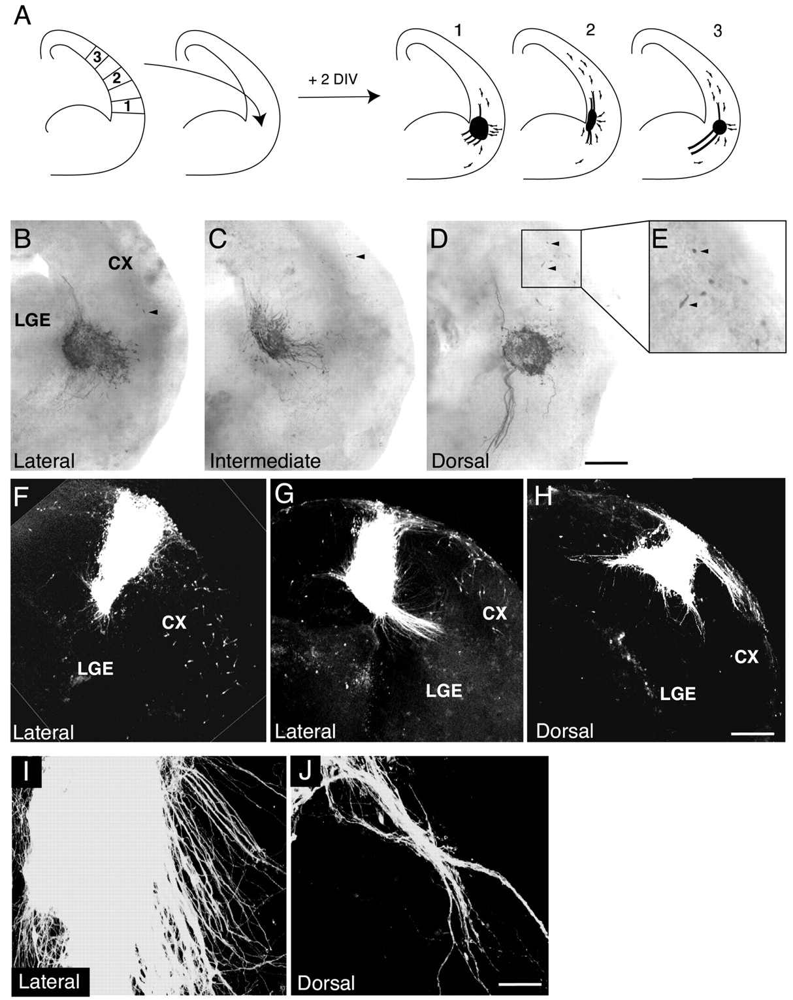 A
3
2
1
+ 2 DIV
1
2
3
B
CX
LGE
Lateral
C
Intermediate
D
Dorsal
E
F
CX
LGE
Lateral
G
CX
LGE
Lateral
H
CX
LGE
Dorsal
I
Lateral
J
Dorsal